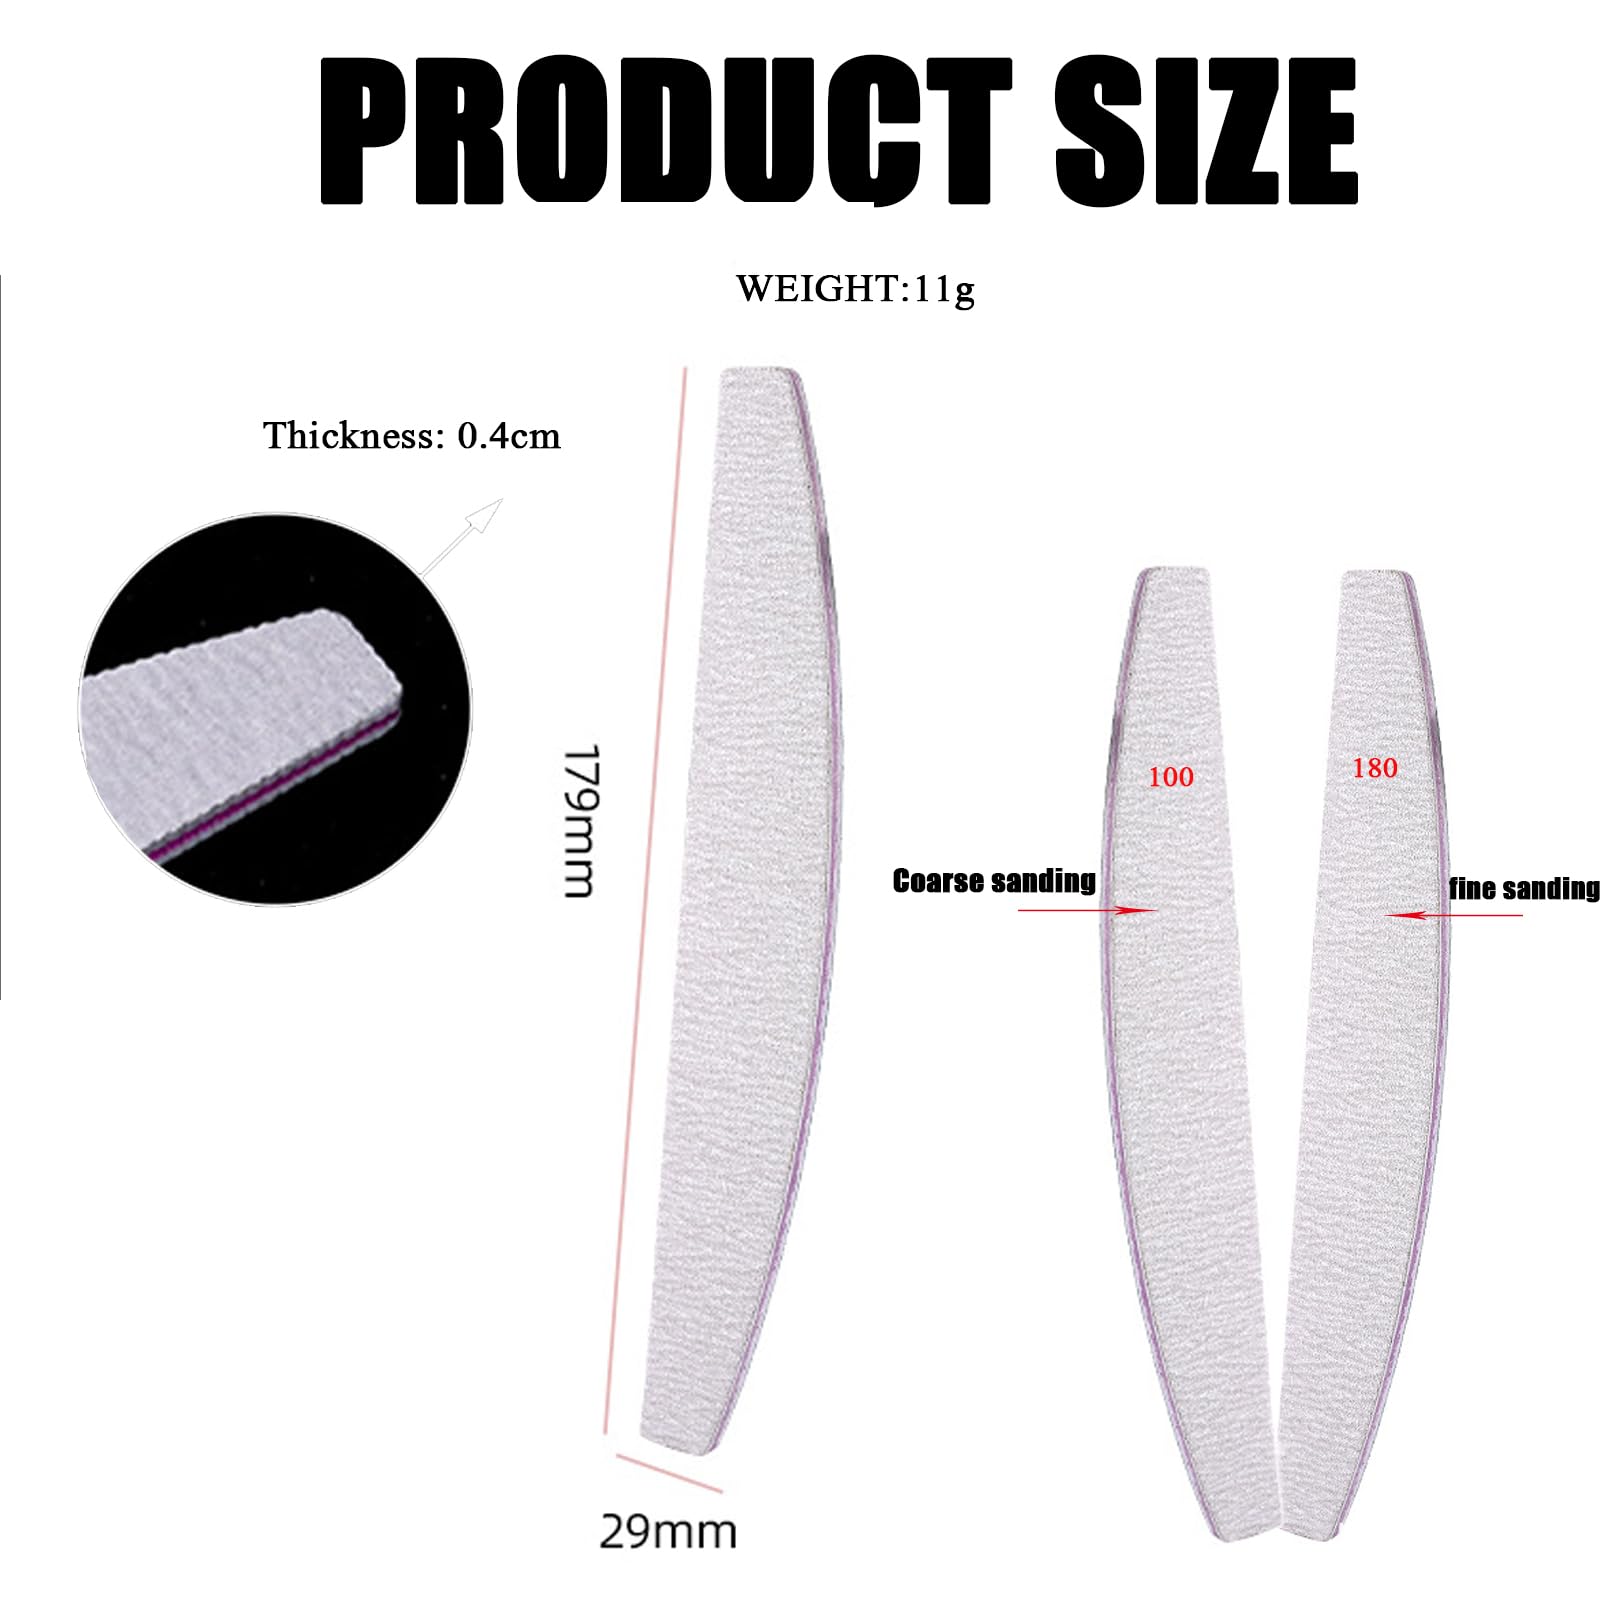 PRODUCT SIZE
WEIGHT:11g
Thickness: 0.4cm
179mm
100
180
Coarse sanding
fine sanding
29mm